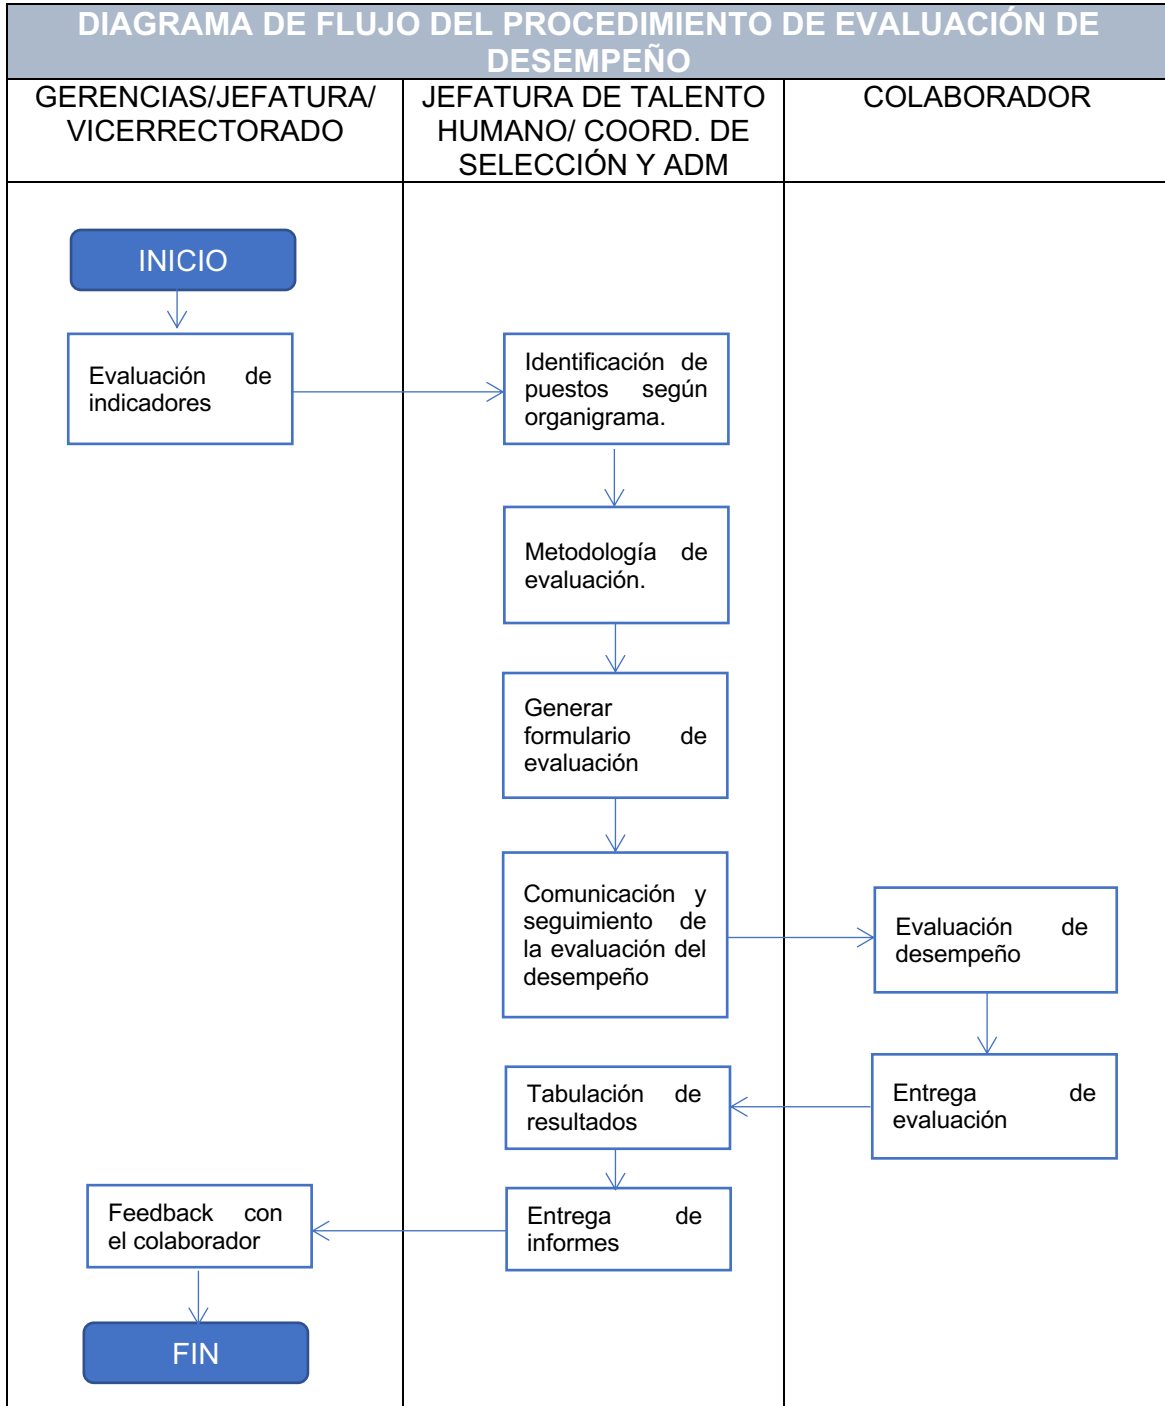 DIAGRAMA DE FLUJO DEL PROCEDIMIENTO DE EVALUACIÓN DE
DESEMPEÑO
GERENCIAS/JEFATURA/
VICERRECTORADO
JEFATURA DE TALENTO
HUMANO/ COORD. DE
SELECCIÓN Y ADM
COLABORADOR
INICIO
Evaluación de
indicadores
Identificación de
puestos según
organigrama.
Metodología de
evaluación.
Generar
formulario de
evaluación
Comunicación y
seguimiento de
la evaluación del
desempeño
Evaluación de
desempeño
Entrega de
evaluación
Tabulación de
resultados
Entrega de
informes
Feedback con
el colaborador
FIN